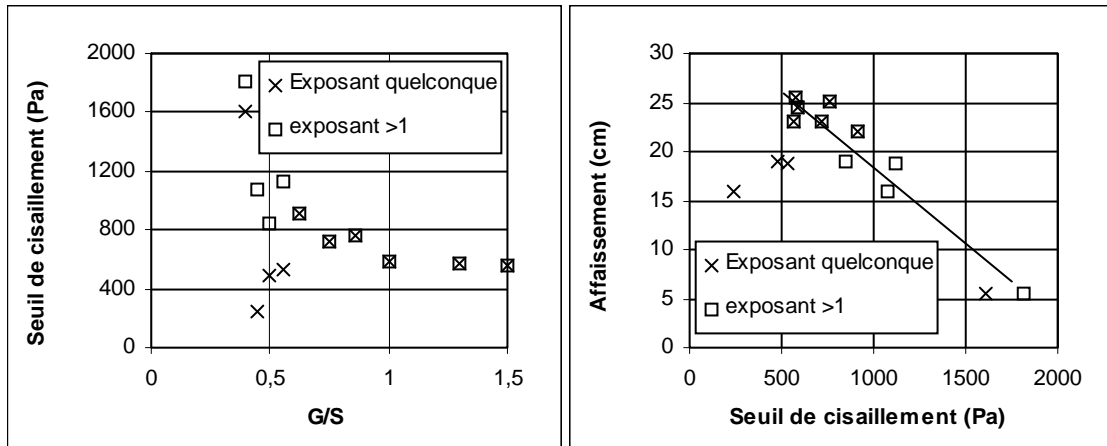 2000
1600
1200
800
400
0
Seuil de cisaillement (Pa)
Exposant quelconque
exposant >1
0
0,5
1
1,5
G/S
30
25
20
15
10
5
0
Affaissement (cm)
Exposant quelconque
exposant >1
0
500
1000
1500
2000
Seuil de cisaillement (Pa)